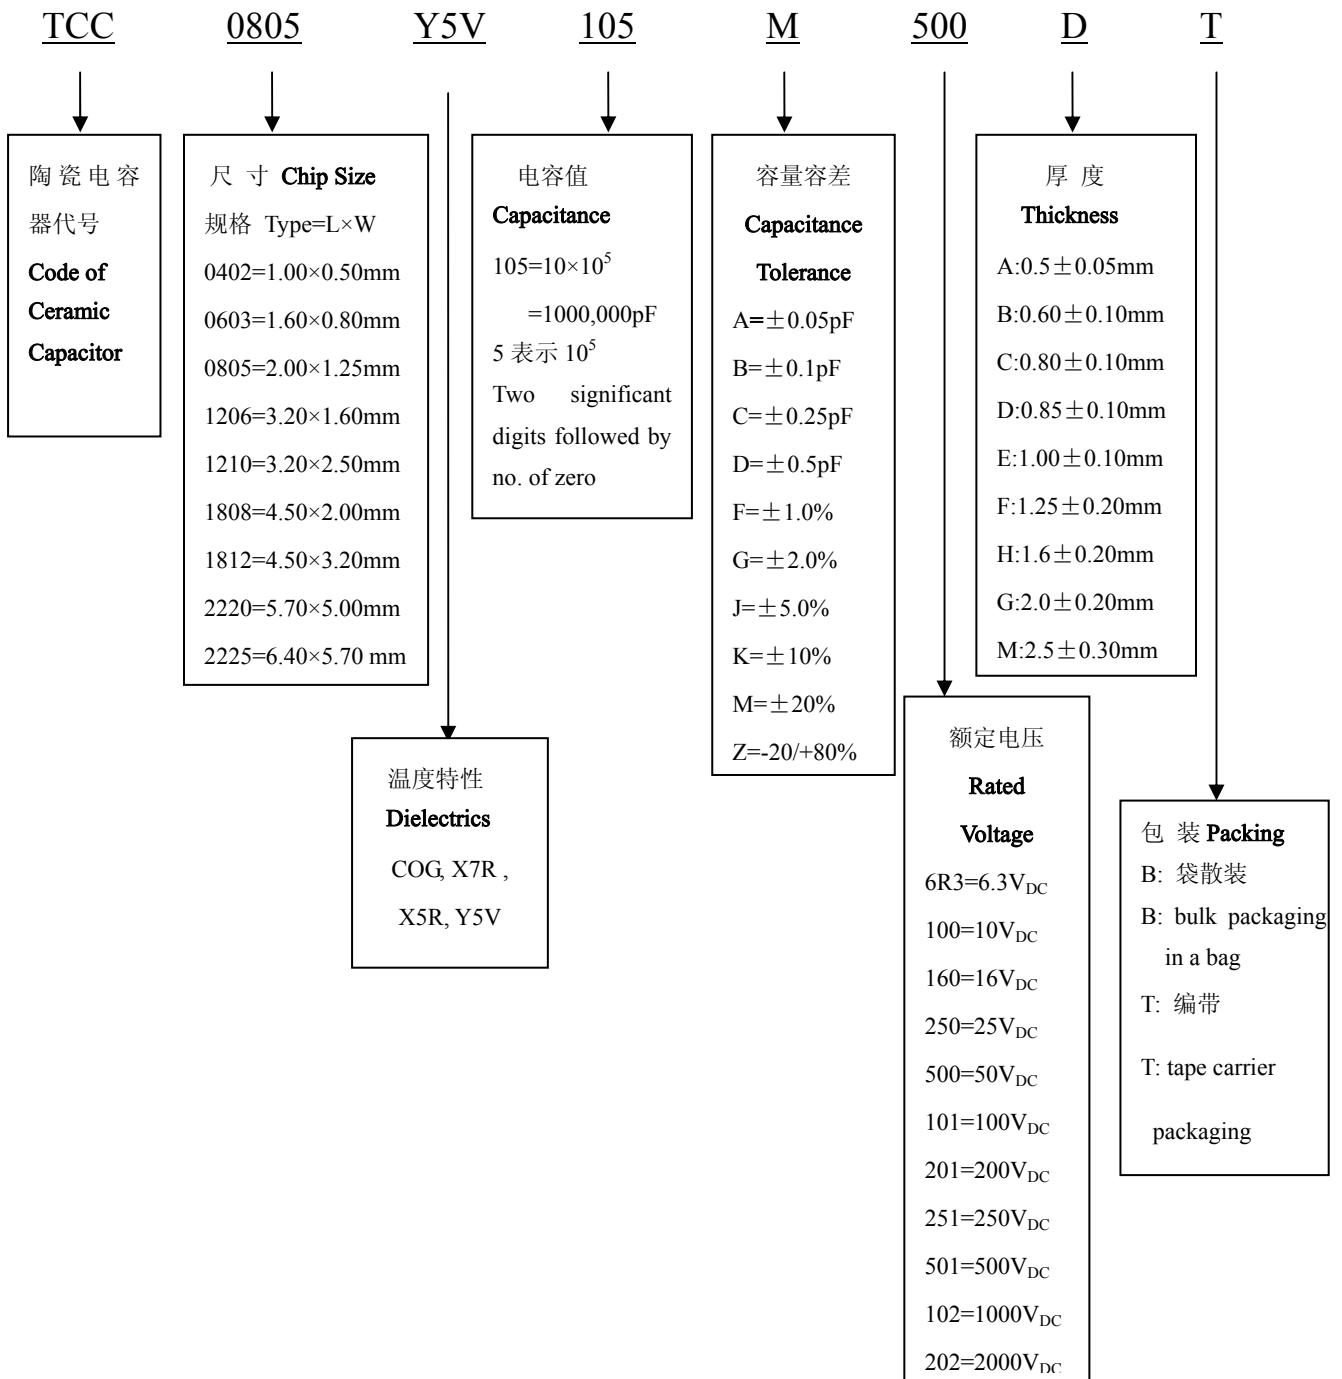 TCC 0805 Y5V 105 M 500 D T
陶瓷电容
器代号
Code of
Ceramic
Capacitor
尺 寸 Chip Size
规格 Type=L×W
0402=1.00×0.50mm
0603=1.60×0.80mm
0805=2.00×1.25mm
1206=3.20×1.60mm
1210=3.20×2.50mm
1808=4.50×2.00mm
1812=4.50×3.20mm
2220=5.70×5.00mm
2225=6.40×5.70 mm
温度特性
Dielectrics
COG, X7R ,
X5R, Y5V
电容值
Capacitance
105=10×10⁵
=1000,000pF
5 表示 10⁵
Two significant
digits followed by
no. of zero
容量容差
Capacitance
Tolerance
A=±0.05pF
B=±0.1pF
C=±0.25pF
D=±0.5pF
F=±1.0%
G=±2.0%
J=±5.0%
K=±10%
M=±20%
Z=-20/+80%
额定电压
Rated
Voltage
6R3=6.3V_DC
100=10V_DC
160=16V_DC
250=25V_DC
500=50V_DC
101=100V_DC
201=200V_DC
251=250V_DC
501=500V_DC
102=1000V_DC
202=2000V_DC
厚 度
Thickness
A:0.5±0.05mm
B:0.60±0.10mm
C:0.80±0.10mm
D:0.85±0.10mm
E:1.00±0.10mm
F:1.25±0.20mm
H:1.6±0.20mm
G:2.0±0.20mm
M:2.5±0.30mm
包 装 Packing
B: 袋散装
B: bulk packaging
in a bag
T: 编带
T: tape carrier
packaging